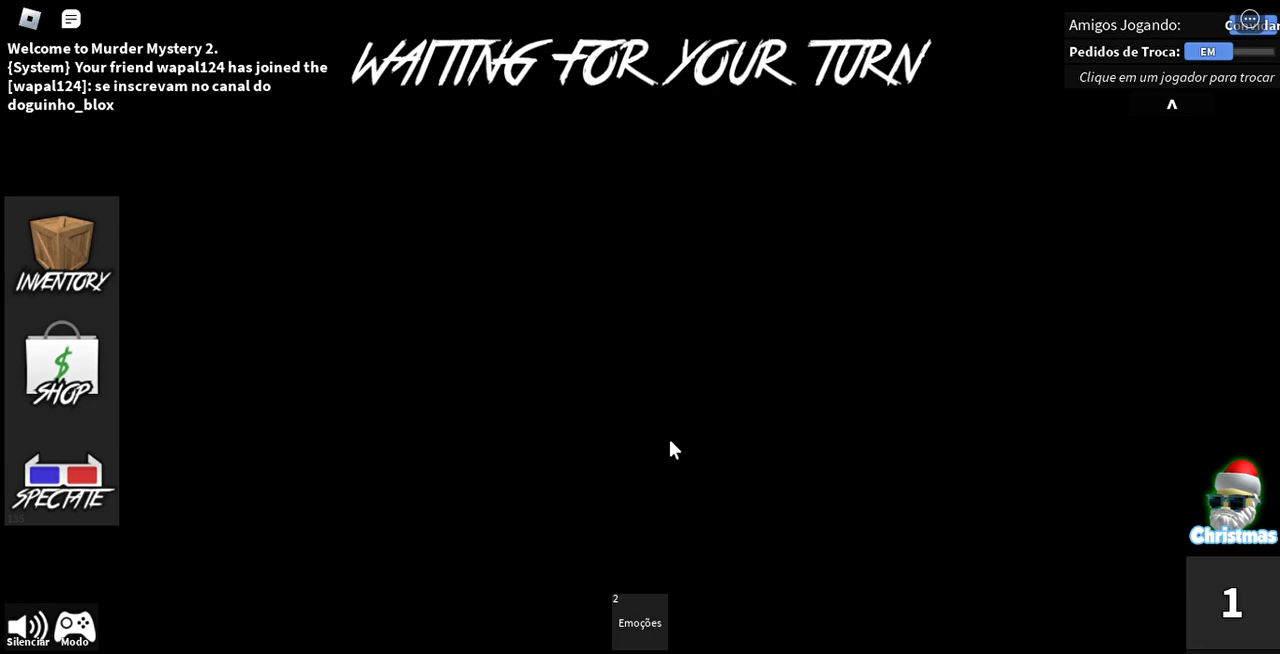 Welcome to Murder Mystery 2.
{System} Your friend wapal124 has joined the
[wapal124]: se inscrevam no canal do
doguinho_blox
WAITING FOR YOUR TURN
Amigos Jogando: Convidar
Pedidos de Troca: EM
Clique em um jogador para trocar
^
INVENTORY
$
SHOP
SPECTATE
135
Christmas
1
2
Emoções
Silenciar Modo